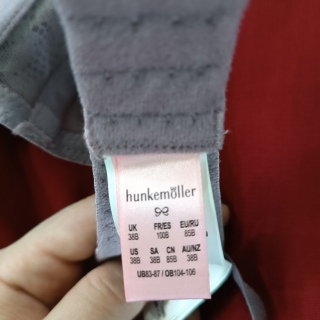 hunkemöller
UK FR/ES EU/RU
38B 100B 85B
US SA CN AU/NZ
38B 38B 85B 38B
UB83-87 / OB104-106